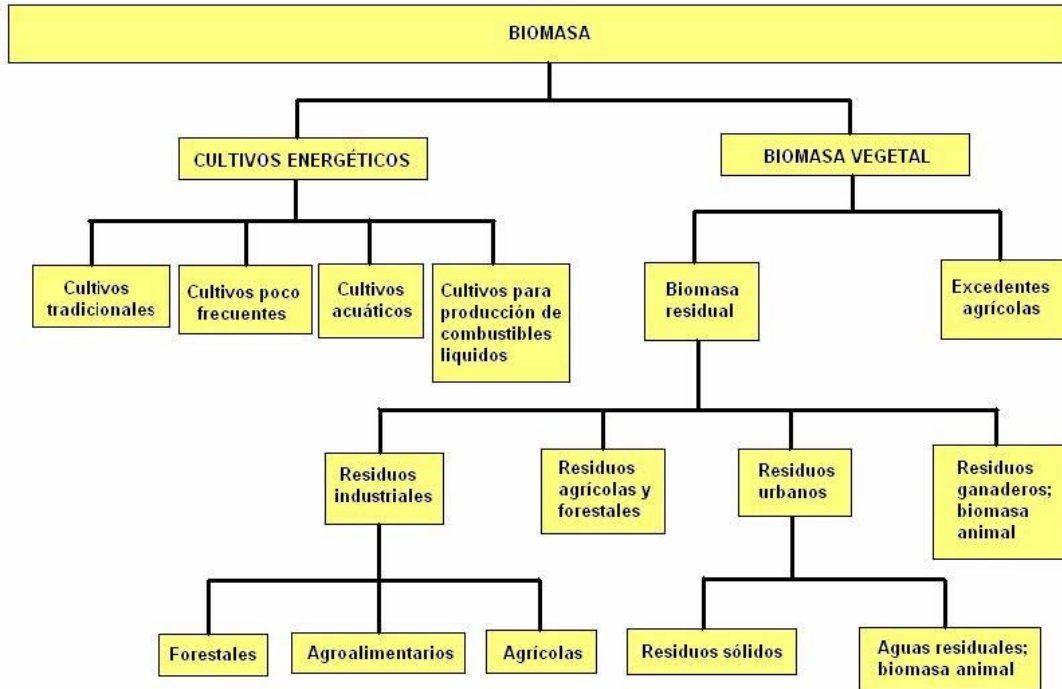 BIOMASA
CULTIVOS ENERGÉTICOS
BIOMASA VEGETAL
Cultivos
tradicionales
Cultivos poco
frecuentes
Cultivos
acuáticos
Cultivos para
producción de
combustibles
liquidos
Biomasa
residual
Excedentes
agrícolas
Residuos
industriales
Residuos
agrícolas y
forestales
Residuos
urbanos
Residuos
ganaderos;
biomasa
animal
Forestales
Agroalimentarios
Agrícolas
Residuos sólidos
Aguas residuales;
biomasa animal